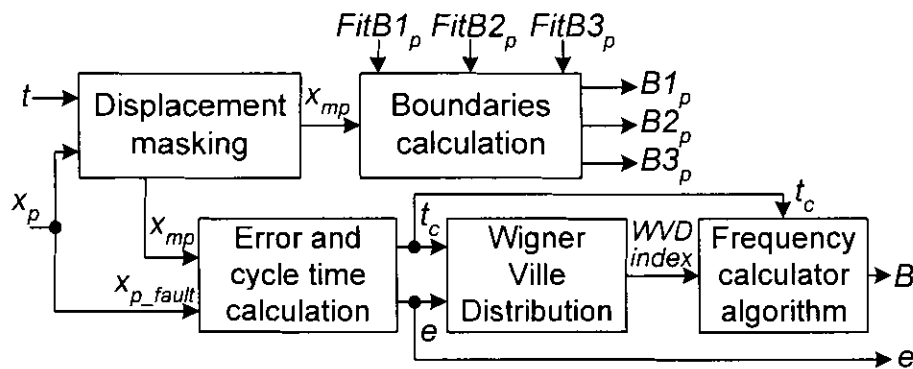 FitB1p FitB2p FitB3p
t
Displacement masking
xmp
Boundaries calculation
B1p
B2p
B3p
xp
xmp
xp_fault
Error and cycle time calculation
tc
e
Wigner Ville Distribution
WVD index
tc
Frequency calculator algorithm
B
e